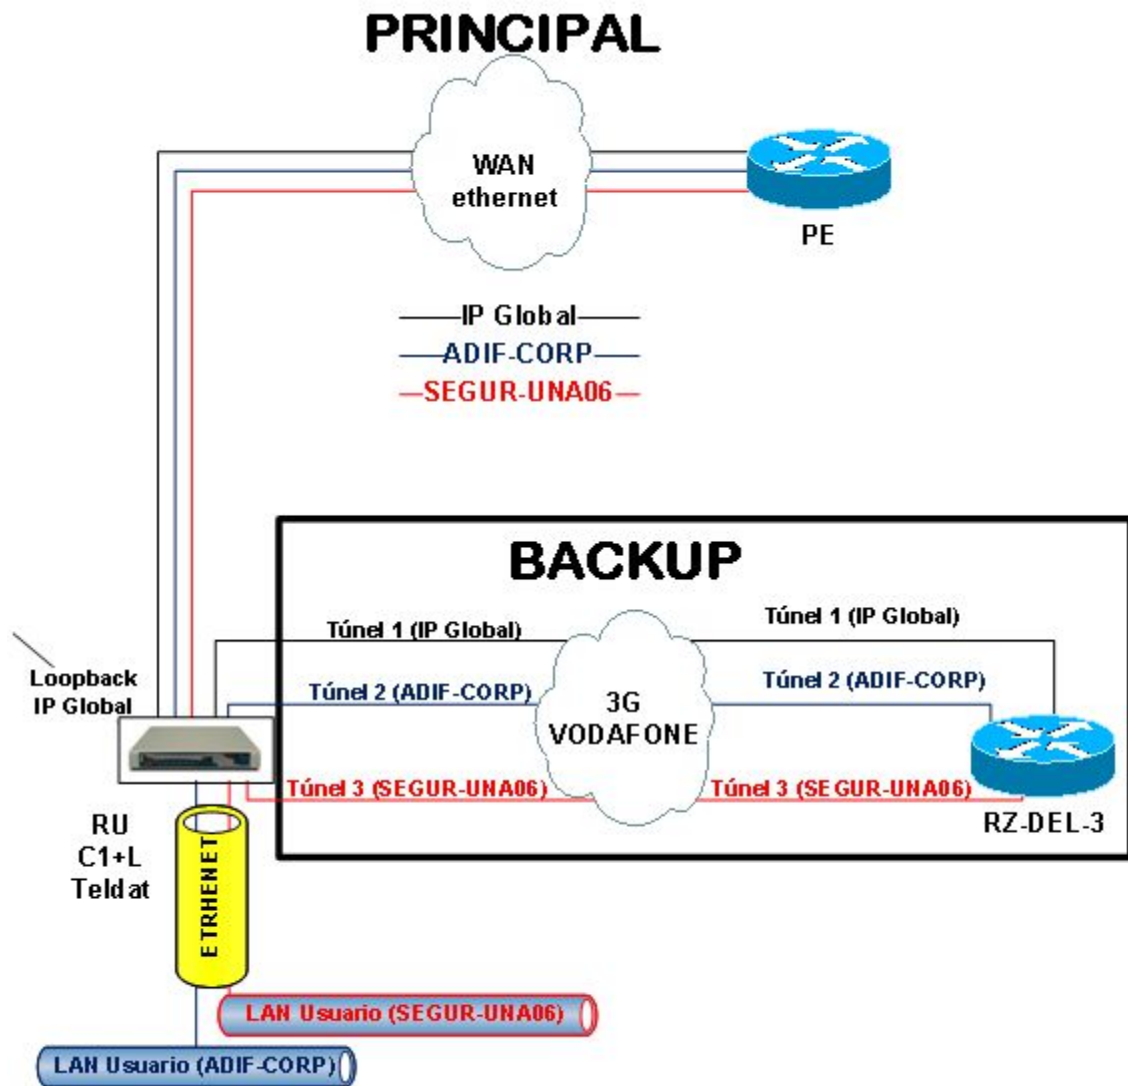 PRINCIPAL
WAN
ethernet
PE
IP Global
ADIF-CORP
SEGUR-UNA06
BACKUP
Túnel 1 (IP Global)
Túnel 1 (IP Global)
Túnel 2 (ADIF-CORP)
Túnel 2 (ADIF-CORP)
3G
VODAFONE
Túnel 3 (SEGUR-UNA06)
Túnel 3 (SEGUR-UNA06)
RZ-DEL-3
Loopback
IP Global
RU
C1+L
Teldat
ETRHENET
LAN Usuario (SEGUR-UNA06)
LAN Usuario (ADIF-CORP)